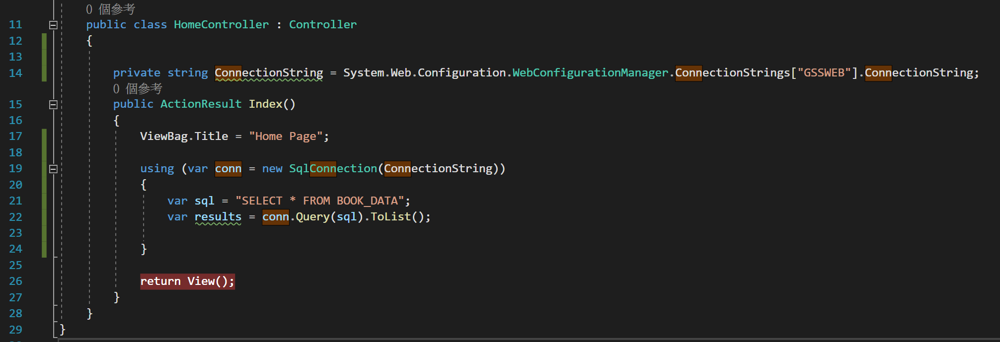 0 個參考
11 public class HomeController : Controller
12 {
13
14 private string ConnectionString = System.Web.Configuration.WebConfigurationManager.ConnectionStrings["GSSWEB"].ConnectionString;
0 個參考
15 public ActionResult Index()
16 {
17 ViewBag.Title = "Home Page";
18
19 using (var conn = new SqlConnection(ConnectionString))
20 {
21 var sql = "SELECT * FROM BOOK_DATA";
22 var results = conn.Query(sql).ToList();
23
24 }
25
26 return View();
27 }
28 }
29 }